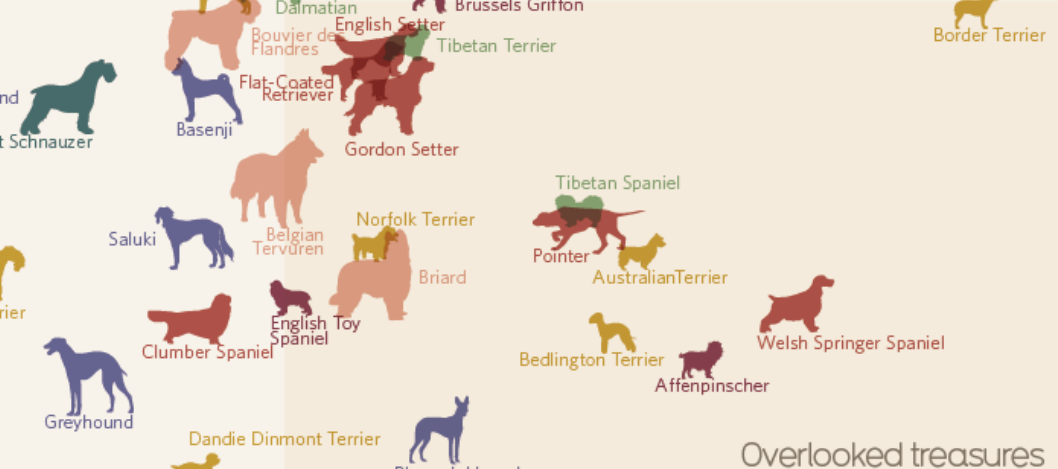 Brussels Griffon
Dalmatian
English Setter
Bouvier des
Flandres
Tibetan Terrier
Border Terrier
Flat-Coated
Retriever
nd
Basenji
t Schnauzer
Gordon Setter
Tibetan Spaniel
Norfolk Terrier
Saluki
Belgian
Tervuren
Pointer
Briard
AustralianTerrier
rier
English Toy
Spaniel
Clumber Spaniel
Welsh Springer Spaniel
Bedlington Terrier
Affenpinscher
Greyhound
Dandie Dinmont Terrier
Overlooked treasures